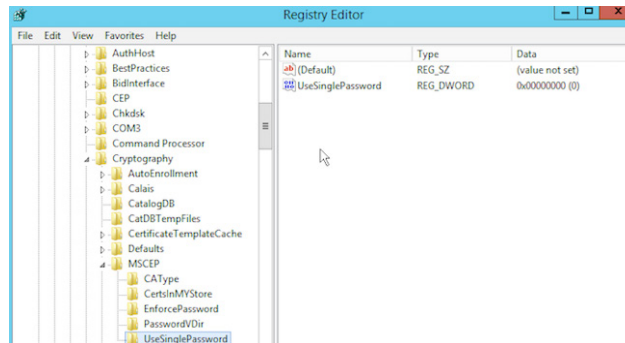 Registry Editor
File Edit View Favorites Help
AuthHost
BestPractices
BidInterface
CEP
Chkdsk
COM3
Command Processor
Cryptography
AutoEnrollment
Calais
CatalogDB
CatDBTempFiles
CertificateTemplateCache
Defaults
MSCEP
CAType
CertsInMYStore
EnforcePassword
PasswordVDir
UseSinglePassword
Name Type Data
ab (Default) REG_SZ (value not set)
UseSinglePassword REG_DWORD 0x00000000 (0)